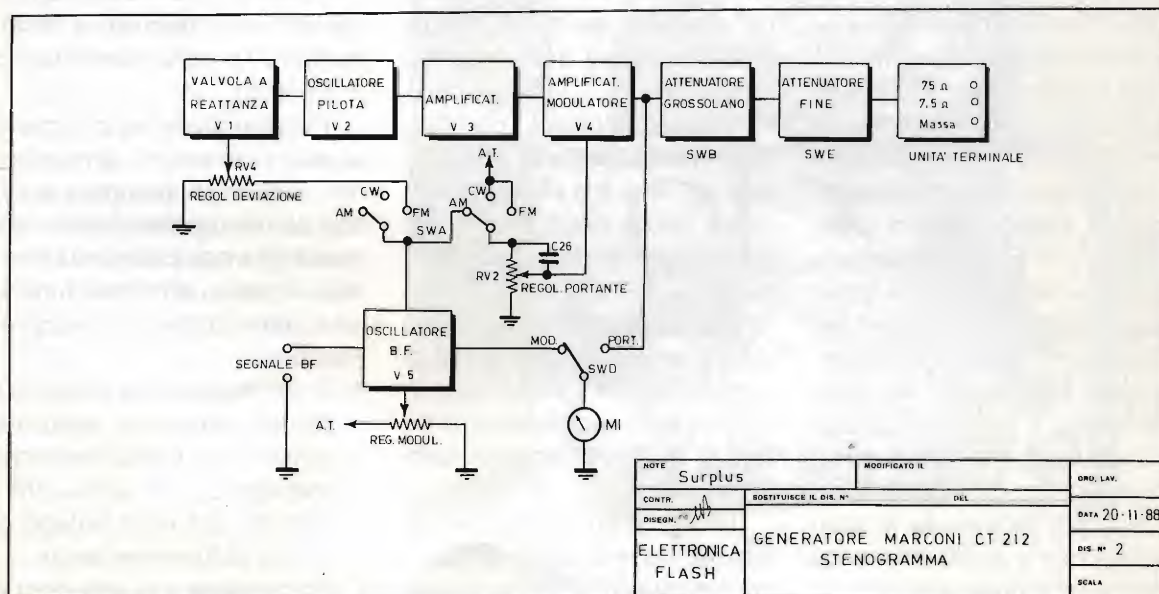 VALVOLA A
REATTANZA
V 1
OSCILLATORE
PILOTA
V 2
AMPLIFICAT.
V 3
AMPLIFICAT.
MODULATORE
V 4
ATTENUATORE
GROSSOLANO
SWB
ATTENUATORE
FINE
SWE
75 Ω
7.5 Ω
Massa
UNITA' TERMINALE
RV4
REGOL DEVIAZIONE
CW
AM
FM
SWA
A.T.
CW
AM
FM
C26
RV2
REGOL. PORTANTE
OSCILLATORE
B.F.
V 5
SEGNALE BF
MOD.
PORT.
SWD
MI
A.T.
REG. MODUL.
NOTE
Surplus
MODIFICATO IL
ORD. LAV.
CONTR.
SOSTITUISCE IL DIS. N°
DEL
DISEGN.
DATA 20-11-88
ELETTRONICA
FLASH
GENERATORE MARCONI CT 212
STENOGRAMMA
DIS. N° 2
SCALA